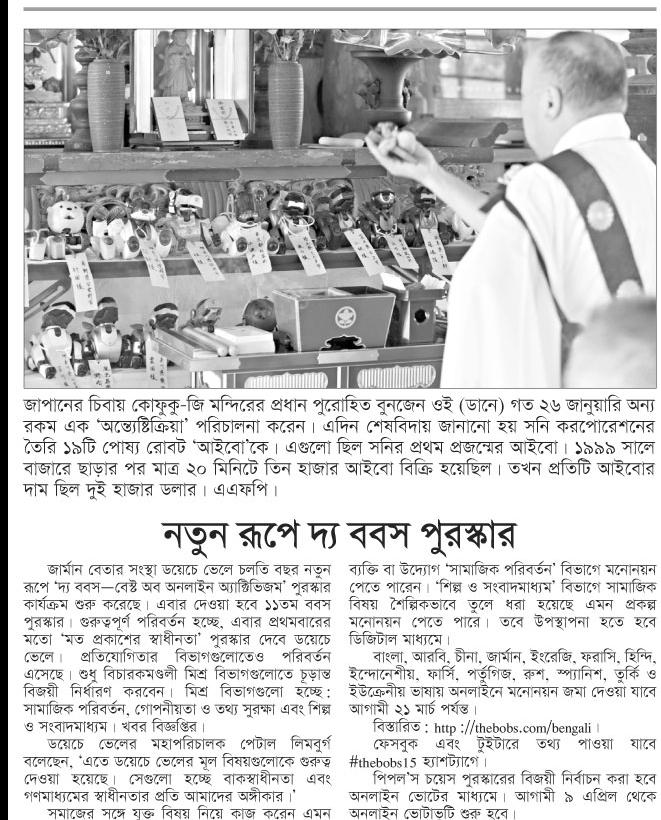 জাপানের চিবায় কোফুকু-জি মন্দিরের প্রধান পুরোহিত বুনজেন ওই (ডানে) গত ২৬ জানুয়ারি অন্য
রকম এক ‘অন্ত্যেষ্টিক্রিয়া’ পরিচালনা করেন। এদিন শেষবিদায় জানানো হয় সনি করপোরেশনের
তৈরি ১৯টি পোষ্য রোবট ‘আইবো’কে। এগুলো ছিল সনির প্রথম প্রজন্মের আইবো। ১৯৯৯ সালে
বাজারে ছাড়ার পর মাত্র ২০ মিনিটে তিন হাজার আইবো বিক্রি হয়েছিল। তখন প্রতিটি আইবোর
দাম ছিল দুই হাজার ডলার। এএফপি।
নতুন রূপে দ্য ববস পুরস্কার
জার্মান বেতার সংস্থা ডয়েচে ভেলে চলতি বছর নতুন
রূপে ‘দ্য ববস—বেস্ট অব অনলাইন অ্যাক্টিভিজম’ পুরস্কার
কার্যক্রম শুরু করেছে। এবার দেওয়া হবে ১১তম ববস
পুরস্কার। গুরুত্বপূর্ণ পরিবর্তন হচ্ছে, এবার প্রথমবারের
মতো ‘মত প্রকাশের স্বাধীনতা’ পুরস্কার দেবে ডয়েচে
ভেলে। প্রতিযোগিতার বিভাগগুলোতেও পরিবর্তন
এসেছে। শুধু বিচারকমণ্ডলী মিশ্র বিভাগগুলোতে চূড়ান্ত
বিজয়ী নির্ধারণ করবেন। মিশ্র বিভাগগুলো হচ্ছে:
সামাজিক পরিবর্তন, গোপনীয়তা ও তথ্য সুরক্ষা এবং শিল্প
ও সংবাদমাধ্যম। খবর বিজ্ঞপ্তির।
ডয়েচে ভেলের মহাপরিচালক পেটাল লিমবুর্গ
বলেছেন, ‘এতে ডয়েচে ভেলের মূল বিষয়গুলোকে গুরুত্ব
দেওয়া হয়েছে। সেগুলো হচ্ছে বাকস্বাধীনতা এবং
গণমাধ্যমের স্বাধীনতার প্রতি আমাদের অঙ্গীকার।’
সমাজের সঙ্গে যুক্ত বিষয় নিয়ে কাজ করেন এমন
ব্যক্তি বা উদ্যোগ ‘সামাজিক পরিবর্তন’ বিভাগে মনোনয়ন
পেতে পারেন। ‘শিল্প ও সংবাদমাধ্যম’ বিভাগে সামাজিক
বিষয় শৈল্পিকভাবে তুলে ধরা হয়েছে এমন প্রকল্প
মনোনয়ন পেতে পারে। তবে উপস্থাপনা হতে হবে
ডিজিটাল মাধ্যমে।
বাংলা, আরবি, চীনা, জার্মান, ইংরেজি, ফরাসি, হিন্দি,
ইন্দোনেশীয়, ফার্সি, পর্তুগিজ, রুশ, স্প্যানিশ, তুর্কি ও
ইউক্রেনীয় ভাষায় অনলাইনে মনোনয়ন জমা দেওয়া যাবে
আগামী ২১ মার্চ পর্যন্ত।
বিস্তারিত : http ://thebobs.com/bengali।
ফেসবুক এবং টুইটারে তথ্য পাওয়া যাবে
#thebobs15 হ্যাশট্যাগে।
পিপল’স চয়েস পুরস্কারের বিজয়ী নির্বাচন করা হবে
অনলাইন ভোটের মাধ্যমে। আগামী ৯ এপ্রিল থেকে
অনলাইন ভোটাভুটি শুরু হবে।